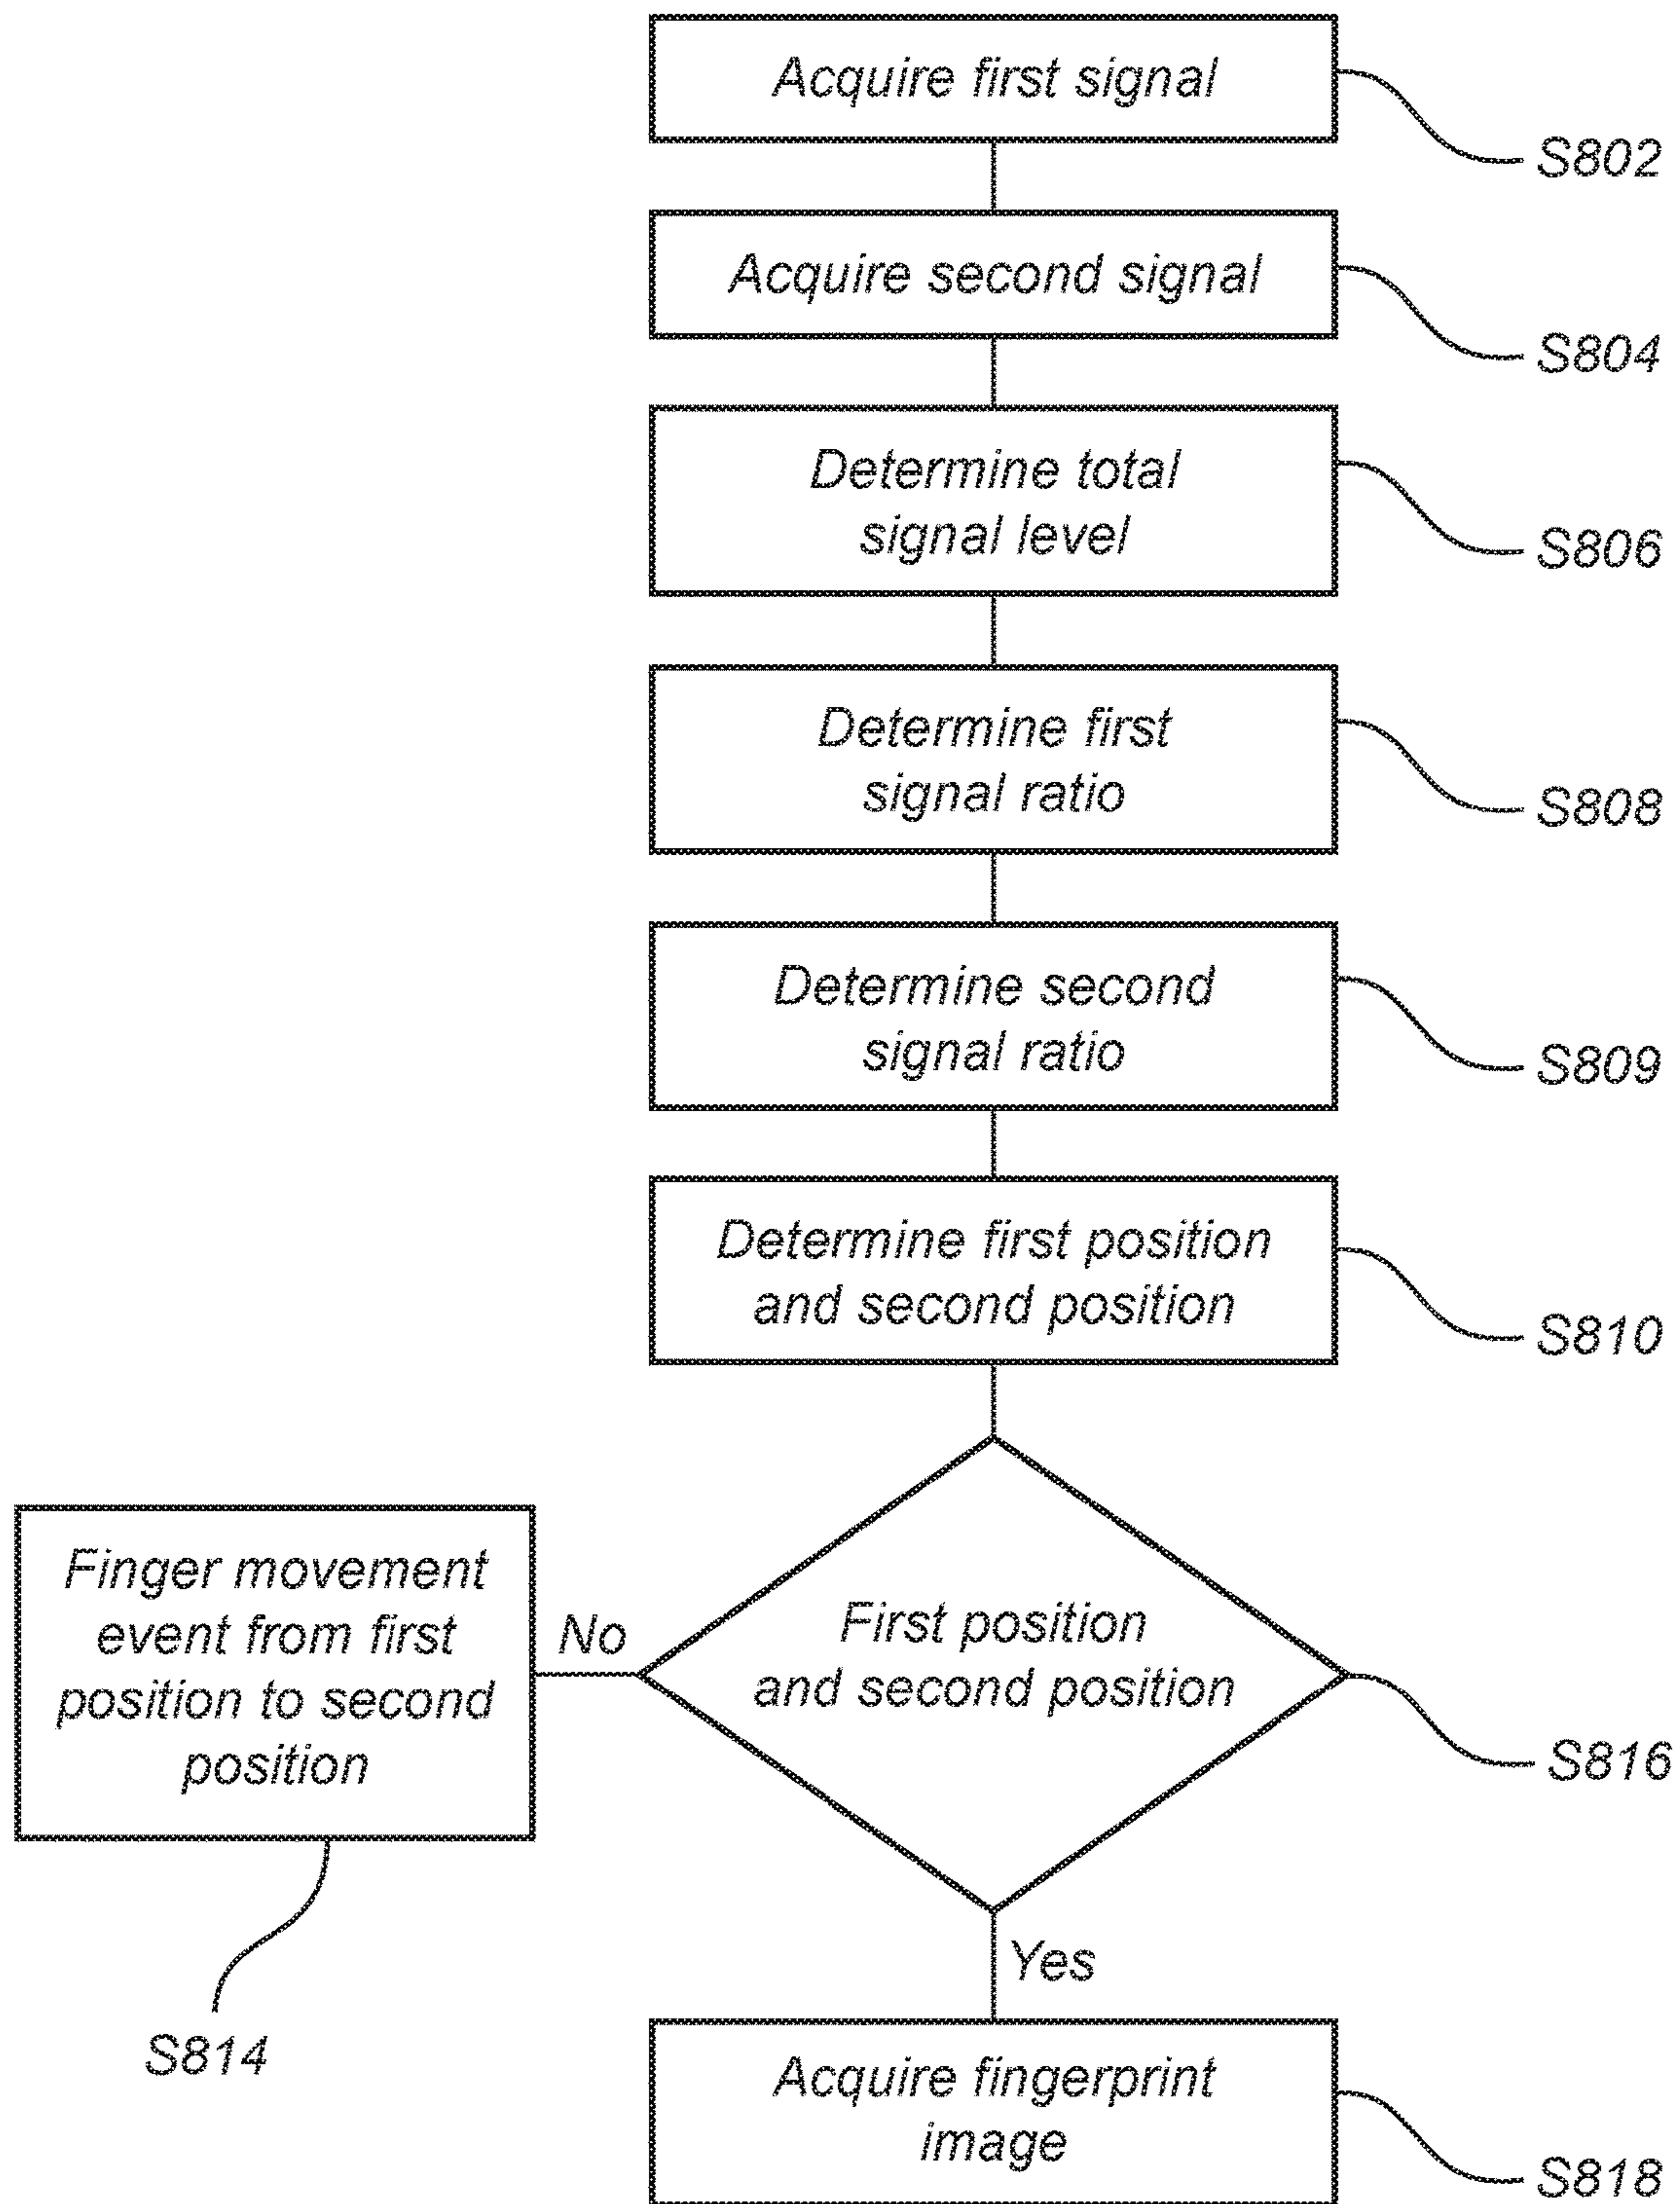 Acquire first signal
S802
Acquire second signal
S804
Determine total
signal level
S806
Determine first
signal ratio
S808
Determine second
signal ratio
S809
Determine first position
and second position
S810
Finger movement
event from first
position to second
position
S814
No
First position
and second position
S816
Yes
Acquire fingerprint
image
S818